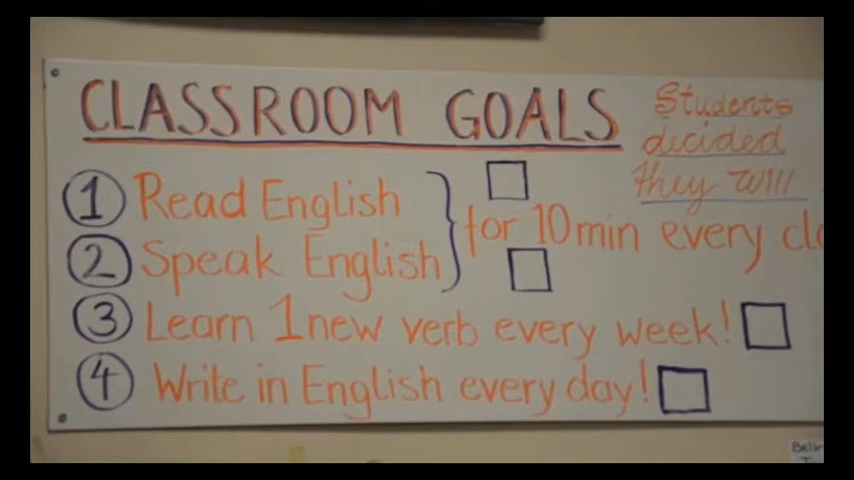 CLASSROOM GOALS
Students
decided
they will
1 Read English
2 Speak English
for 10 min every
3 Learn 1 new verb every week!
4 Write in English every day!